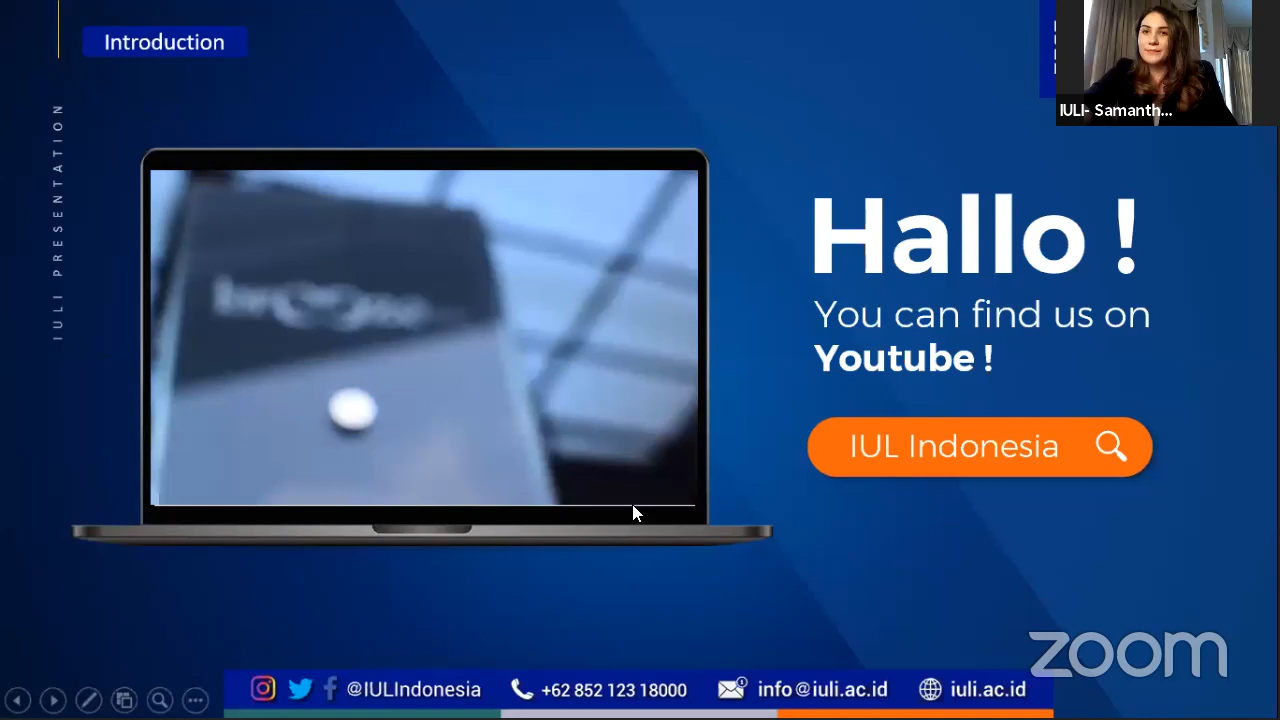 Introduction
IULI- Samanth...
IULI PRESENTATION
Hallo !
You can find us on
Youtube !
IUL Indonesia
zoom
@IULIndonesia
+62 852 123 18000
info@iuli.ac.id
iuli.ac.id